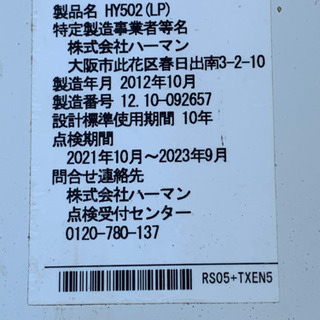 製品名 HY502(LP)
特定製造事業者等名
株式会社ハーマン
大阪市此花区春日出南3-2-10
製造年月 2012年10月
製造番号 12.10-092657
設計標準使用期間 10年
点検期間
2021年10月～2023年9月
問合せ連絡先
株式会社ハーマン
点検受付センター
0120-780-137
RS05+TXEN5